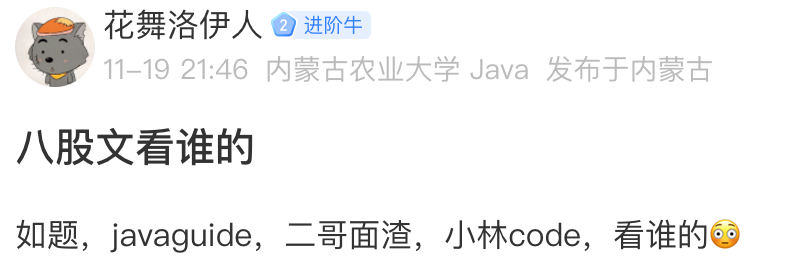 花舞洛伊人 2 进阶牛
11-19 21:46 内蒙古农业大学 Java 发布于内蒙古
八股文看谁的
如题，javaguide，二哥面渣，小林code，看谁的😳